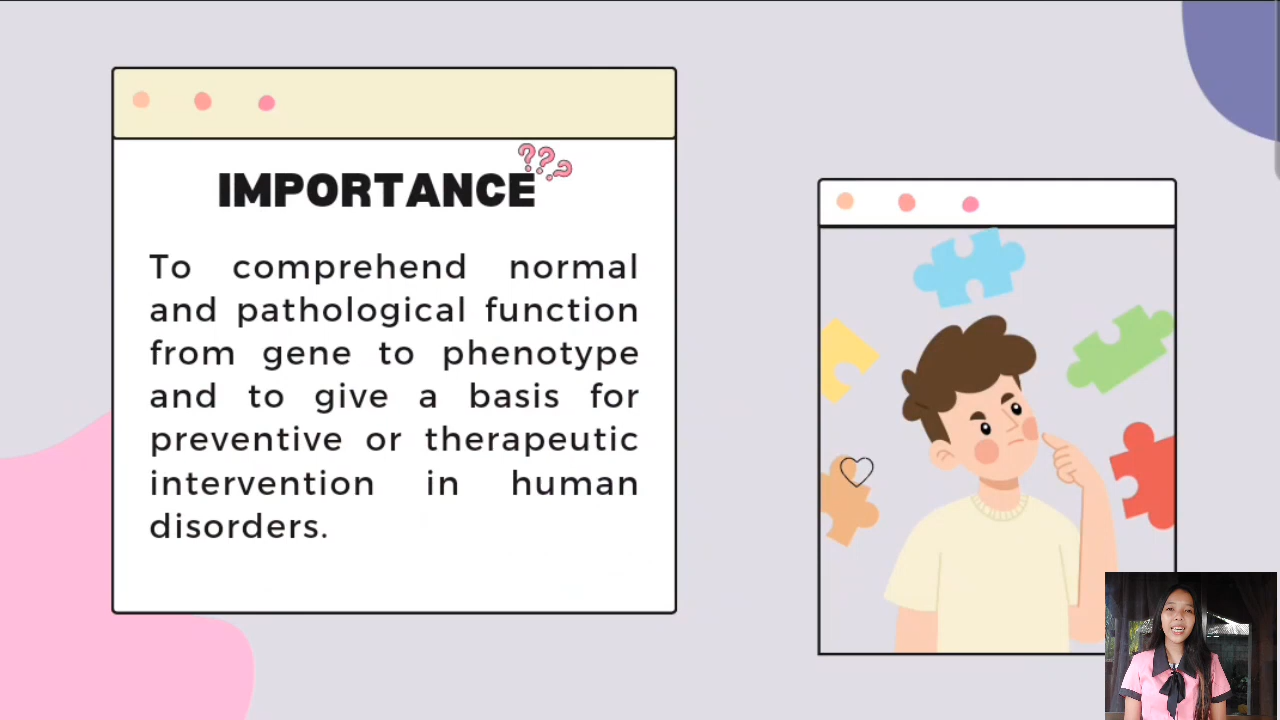 IMPORTANCE ???
To comprehend normal
and pathological function
from gene to phenotype
and to give a basis for
preventive or therapeutic
intervention in human
disorders.